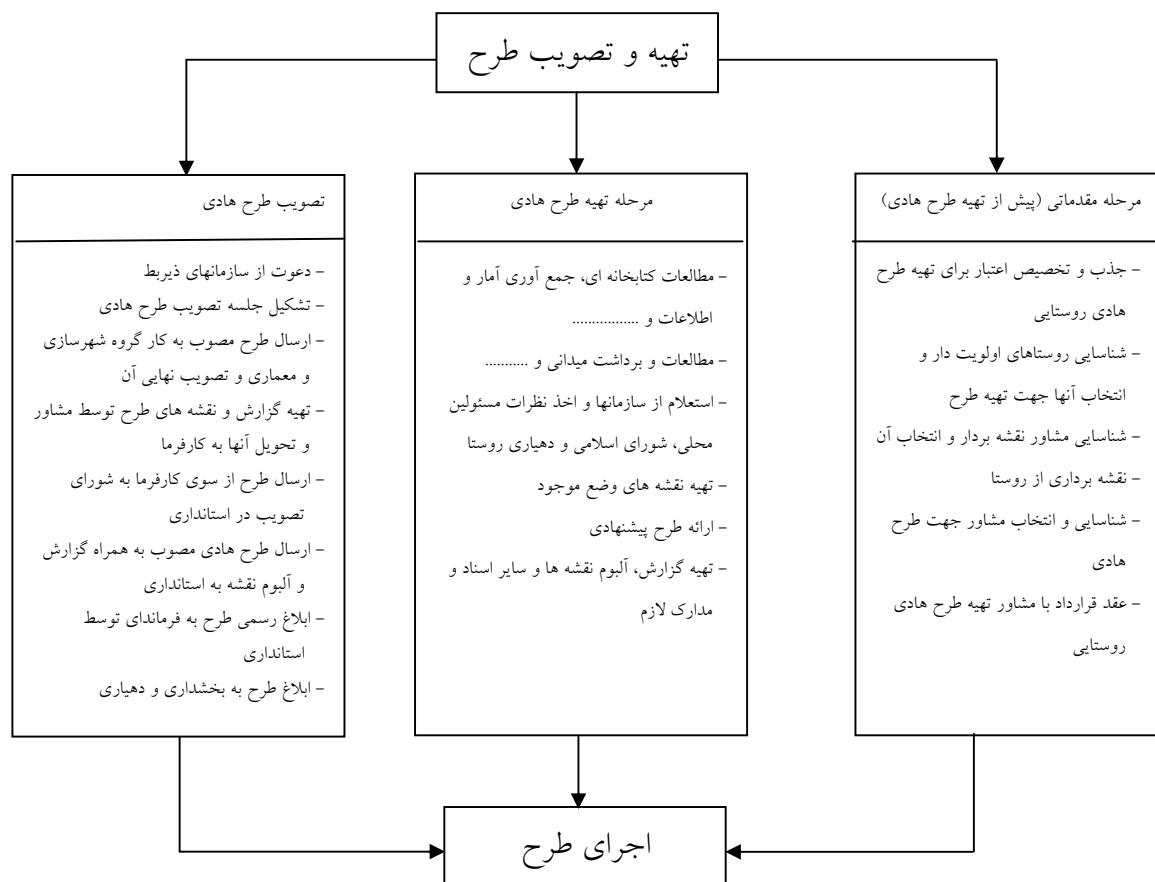 تهیه و تصویب طرح
مرحله مقدماتی (پیش از تهیه طرح هادی)
- جذب و تخصیص اعتبار برای تهیه طرح
هادی روستایی
- شناسایی روستاهای اولویت دار و
انتخاب آنها جهت تهیه طرح
- شناسایی مشاور نقشه بردار و انتخاب آن
- نقشه برداری از روستا
- شناسایی و انتخاب مشاور جهت طرح
هادی
- عقد قرارداد با مشاور تهیه طرح هادی
روستایی
مرحله تهیه طرح هادی
- مطالعات کتابخانه ای، جمع آوری آمار و
اطلاعات و .................
- مطالعات و برداشت میدانی و ...........
- استعلام از سازمانها و اخذ نظرات مسئولین
محلی، شورای اسلامی و دهیاری روستا
- تهیه نقشه های وضع موجود
- ارائه طرح پیشنهادی
- تهیه گزارش، آلبوم نقشه ها و سایر اسناد و
مدارک لازم
تصویب طرح هادی
- دعوت از سازمانهای ذیربط
- تشکیل جلسه تصویب طرح هادی
- ارسال طرح مصوب به کار گروه شهرسازی
و معماری و تصویب نهایی آن
- تهیه گزارش و نقشه های طرح توسط مشاور
و تحویل آنها به کارفرما
- ارسال طرح از سوی کارفرما به شورای
تصویب در استانداری
- ارسال طرح هادی مصوب به همراه گزارش
و آلبوم نقشه به استانداری
- ابلاغ رسمی طرح به فرماندای توسط
استانداری
- ابلاغ طرح به بخشداری و دهیاری
اجرای طرح